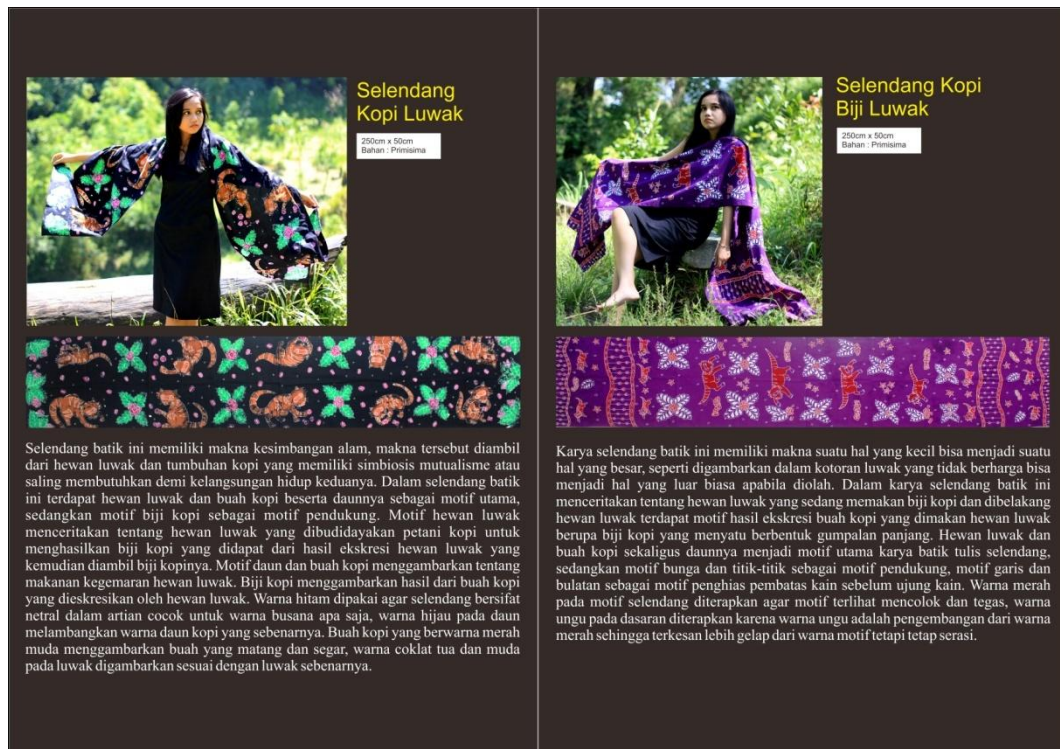 Selendang
Kopi Luwak
250cm x 50cm
Bahan : Primisima
Selendang batik ini memiliki makna kesimbangan alam, makna tersebut diambil
dari hewan luwak dan tumbuhan kopi yang memiliki simbiosis mutualisme atau
saling membutuhkan demi kelangsungan hidup keduanya. Dalam selendang batik
ini terdapat hewan luwak dan buah kopi beserta daunnya sebagai motif utama,
sedangkan motif biji kopi sebagai motif pendukung. Motif hewan luwak
menceritakan tentang hewan luwak yang dibudidayakan petani kopi untuk
menghasilkan biji kopi yang didapat dari hasil ekskresi hewan luwak yang
kemudian diambil biji kopinya. Motif daun dan buah kopi menggambarkan tentang
makanan kegemaran hewan luwak. Biji kopi menggambarkan hasil dari buah kopi
yang dieskresikan oleh hewan luwak. Warna hitam dipakai agar selendang bersifat
netral dalam artian cocok untuk warna busana apa saja, warna hijau pada daun
melambangkan warna daun kopi yang sebenarnya. Buah kopi yang berwarna merah
muda menggambarkan buah yang matang dan segar, warna coklat tua dan muda
pada luwak digambarkan sesuai dengan luwak sebenarnya.
Selendang Kopi
Biji Luwak
250cm x 50cm
Bahan : Primisima
Karya selendang batik ini memiliki makna suatu hal yang kecil bisa menjadi suatu
hal yang besar, seperti digambarkan dalam kotoran luwak yang tidak berharga bisa
menjadi hal yang luar biasa apabila diolah. Dalam karya selendang batik ini
menceritakan tentang hewan luwak yang sedang memakan biji kopi dan dibelakang
hewan luwak terdapat motif hasil ekskresi buah kopi yang dimakan hewan luwak
berupa biji kopi yang menyatu berbentuk gumpalan panjang. Hewan luwak dan
buah kopi sekaligus daunnya menjadi motif utama karya batik tulis selendang,
sedangkan motif bunga dan titik-titik sebagai motif pendukung, motif garis dan
bulatan sebagai motif penghias pembatas kain sebelum ujung kain. Warna merah
pada motif selendang diterapkan agar motif terlihat mencolok dan tegas, warna
ungu pada dasaran diterapkan karena warna ungu adalah pengembangan dari warna
merah sehingga terkesan lebih gelap dari warna motif tetapi tetap serasi.